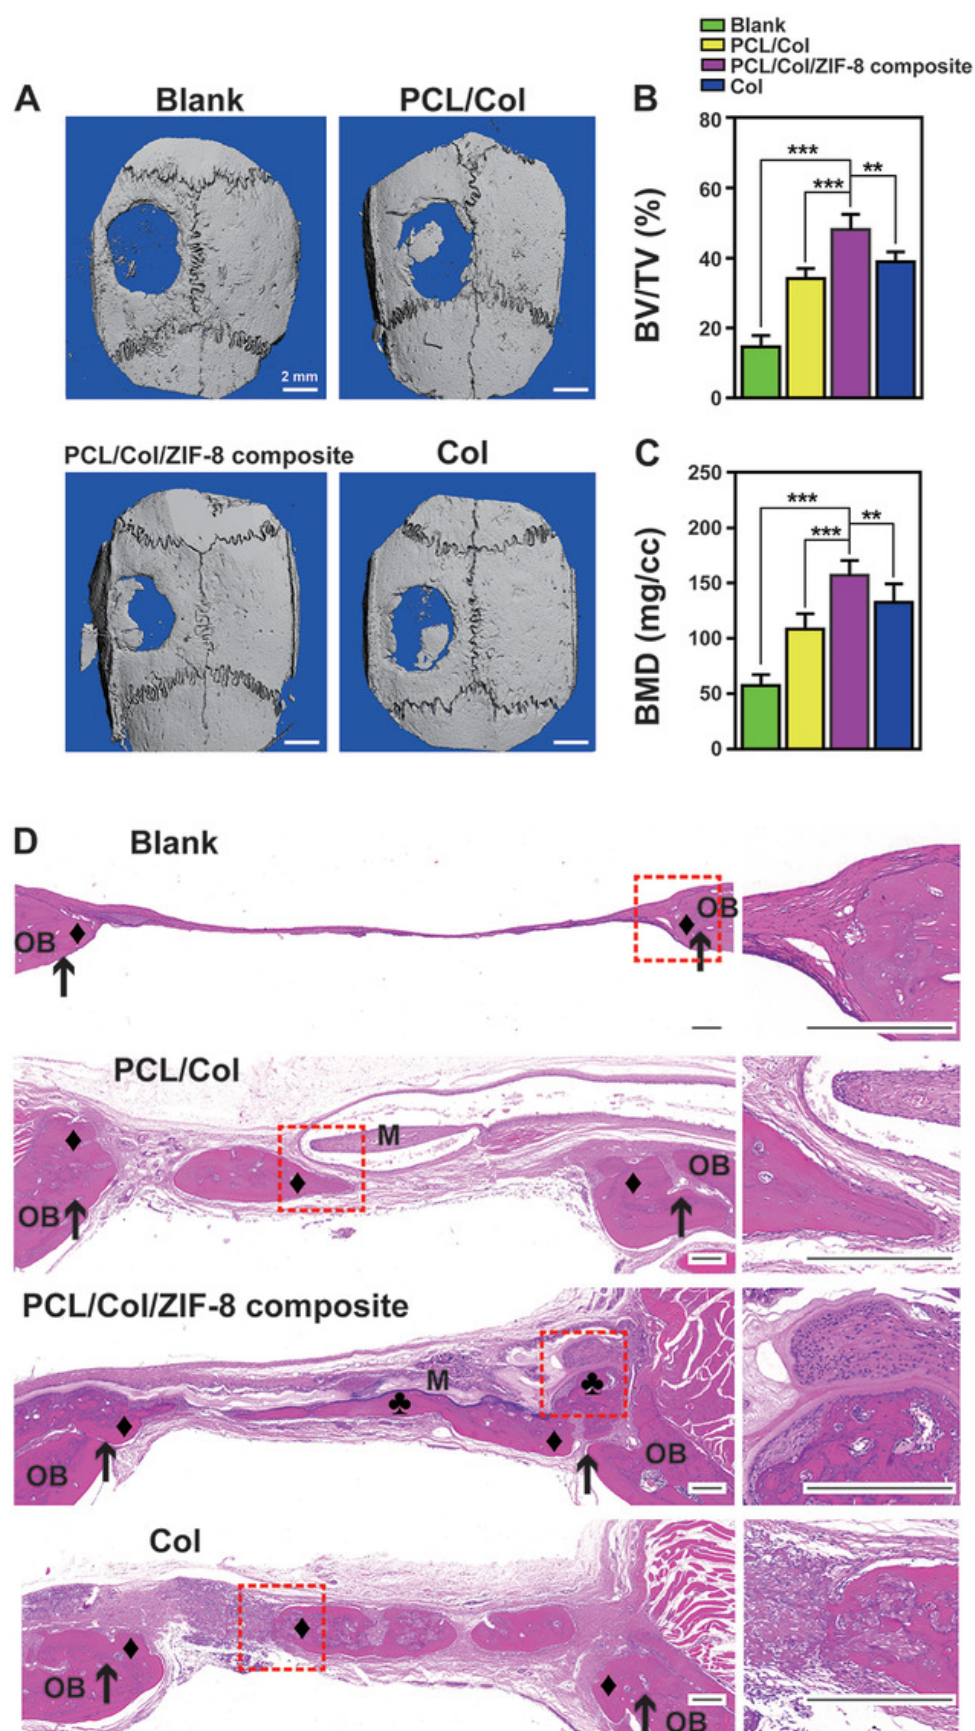 Blank
PCL/Col
PCL/Col/ZIF-8 composite
Col
A
Blank
PCL/Col
2 mm
PCL/Col/ZIF-8 composite
Col
B
BV/TV (%)
80
60
40
20
0
***
***
**
C
BMD (mg/cc)
250
200
150
100
50
0
***
***
**
D
Blank
OB
OB
PCL/Col
M
OB
OB
PCL/Col/ZIF-8 composite
M
OB
OB
Col
OB
OB